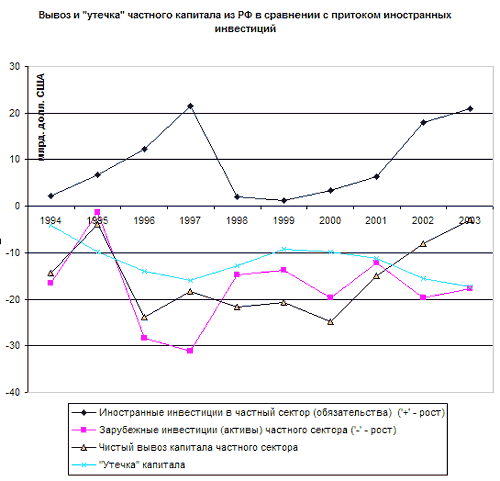 Вывоз и "утечка" частного капитала из РФ в сравнении с притоком иностранных
инвестиций
млрд. долл. США
30
20
10
0
-10
-20
-30
-40
1994 1995 1996 1997 1998 1999 2000 2001 2002 2003
Иностранные инвестиции в частный сектор (обязательства) ('+' - рост)
Зарубежные инвестиции (активы) частного сектора ('-' - рост)
Чистый вывоз капитала частного сектора
"Утечка" капитала